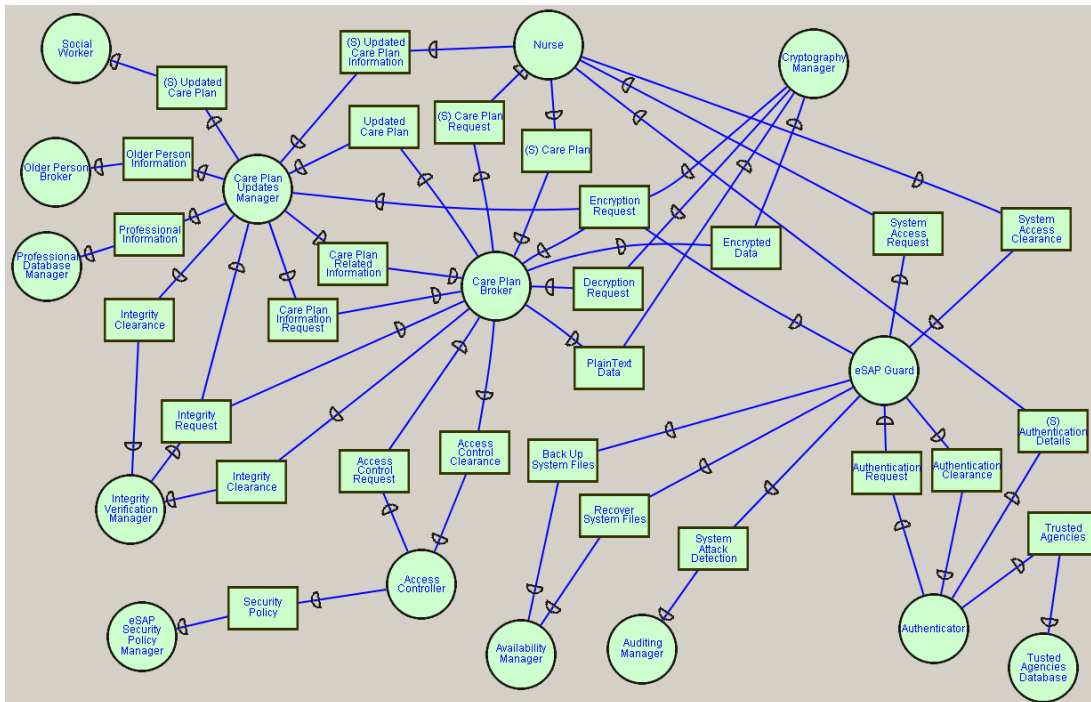 Social
Worker
(S) Updated
Care Plan
Information
Nurse
Cryptography
Manager
(S) Updated
Care Plan
Updated
Care Plan
(S) Care Plan
Request
(S) Care Plan
Older Person
Broker
Older Person
Information
Care Plan
Updates
Manager
Encryption
Request
System
Access
Request
System
Access
Clearance
Professional
Database
Manager
Professional
Information
Care Plan
Related
Information
Care Plan
Broker
Decryption
Request
Encrypted
Data
Integrity
Clearance
Care Plan
Information
Request
PlainText
Data
eSAP Guard
Integrity
Request
Access
Control
Clearance
Back Up
System Files
(S)
Authentication
Details
Integrity
Verification
Manager
Integrity
Clearance
Access
Control
Request
Recover
System Files
System
Attack
Detection
Authentication
Request
Authentication
Clearance
Trusted
Agencies
eSAP
Security
Policy
Manager
Security
Policy
Access
Controller
Availability
Manager
Auditing
Manager
Authenticator
Tusted
Agencies
Database